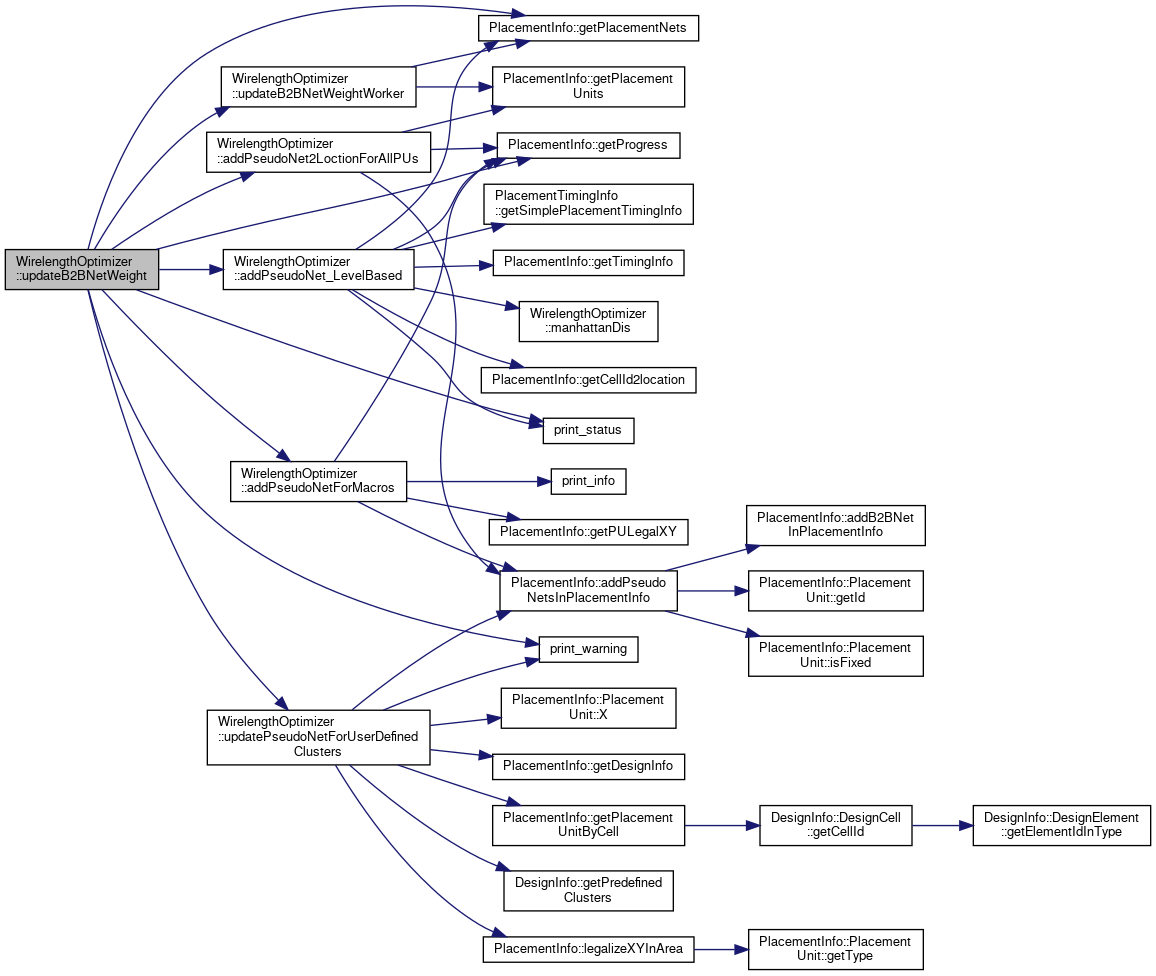 PlacementInfo::getPlacementNets
WirelengthOptimizer
::updateB2BNetWeightWorker
PlacementInfo::getPlacement
Units
WirelengthOptimizer
::addPseudoNet2LoctionForAllPUs
PlacementInfo::getProgress
PlacementTimingInfo
::getSimplePlacementTimingInfo
WirelengthOptimizer
::updateB2BNetWeight
WirelengthOptimizer
::addPseudoNet_LevelBased
PlacementInfo::getTimingInfo
WirelengthOptimizer
::manhattanDis
PlacementInfo::getCellId2location
print_status
WirelengthOptimizer
::addPseudoNetForMacros
print_info
PlacementInfo::getPULegalXY
PlacementInfo::addB2BNet
InPlacementInfo
PlacementInfo::addPseudo
NetsInPlacementInfo
PlacementInfo::Placement
Unit::getId
print_warning
PlacementInfo::Placement
Unit::isFixed
WirelengthOptimizer
::updatePseudoNetForUserDefined
Clusters
PlacementInfo::Placement
Unit::X
PlacementInfo::getDesignInfo
PlacementInfo::getPlacement
UnitByCell
DesignInfo::DesignCell
::getCellId
DesignInfo::DesignElement
::getElementIdInType
DesignInfo::getPredefined
Clusters
PlacementInfo::legalizeXYInArea
PlacementInfo::Placement
Unit::getType